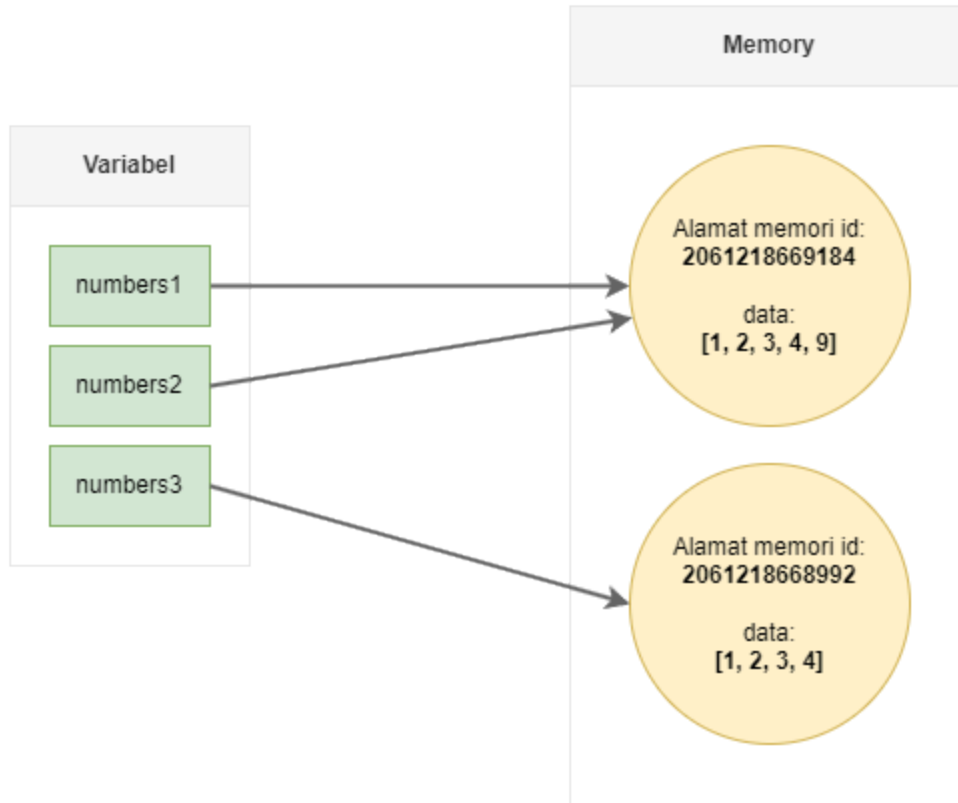 Memory
Variabel
numbers1
numbers2
numbers3
Alamat memori id:
2061218669184
data:
[1, 2, 3, 4, 9]
Alamat memori id:
2061218668992
data:
[1, 2, 3, 4]